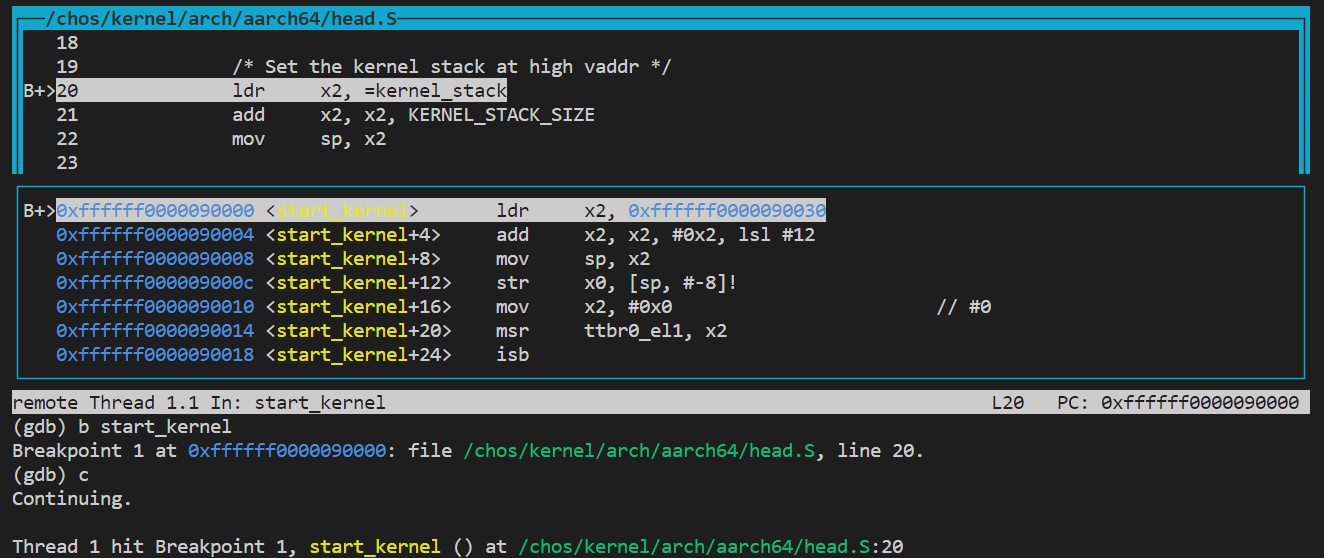 /chos/kernel/arch/aarch64/head.S
18
19 /* Set the kernel stack at high vaddr */
B+>20 ldr x2, =kernel_stack
21 add x2, x2, KERNEL_STACK_SIZE
22 mov sp, x2
23
B+>0xffffff0000090000 <start_kernel> ldr x2, 0xffffff0000090030
0xffffff0000090004 <start_kernel+4> add x2, x2, #0x2, lsl #12
0xffffff0000090008 <start_kernel+8> mov sp, x2
0xffffff000009000c <start_kernel+12> str x0, [sp, #-8]!
0xffffff0000090010 <start_kernel+16> mov x2, #0x0 // #0
0xffffff0000090014 <start_kernel+20> msr ttbr0_el1, x2
0xffffff0000090018 <start_kernel+24> isb
remote Thread 1.1 In: start_kernel L20 PC: 0xffffff0000090000
(gdb) b start_kernel
Breakpoint 1 at 0xffffff0000090000: file /chos/kernel/arch/aarch64/head.S, line 20.
(gdb) c
Continuing.
Thread 1 hit Breakpoint 1, start_kernel () at /chos/kernel/arch/aarch64/head.S:20